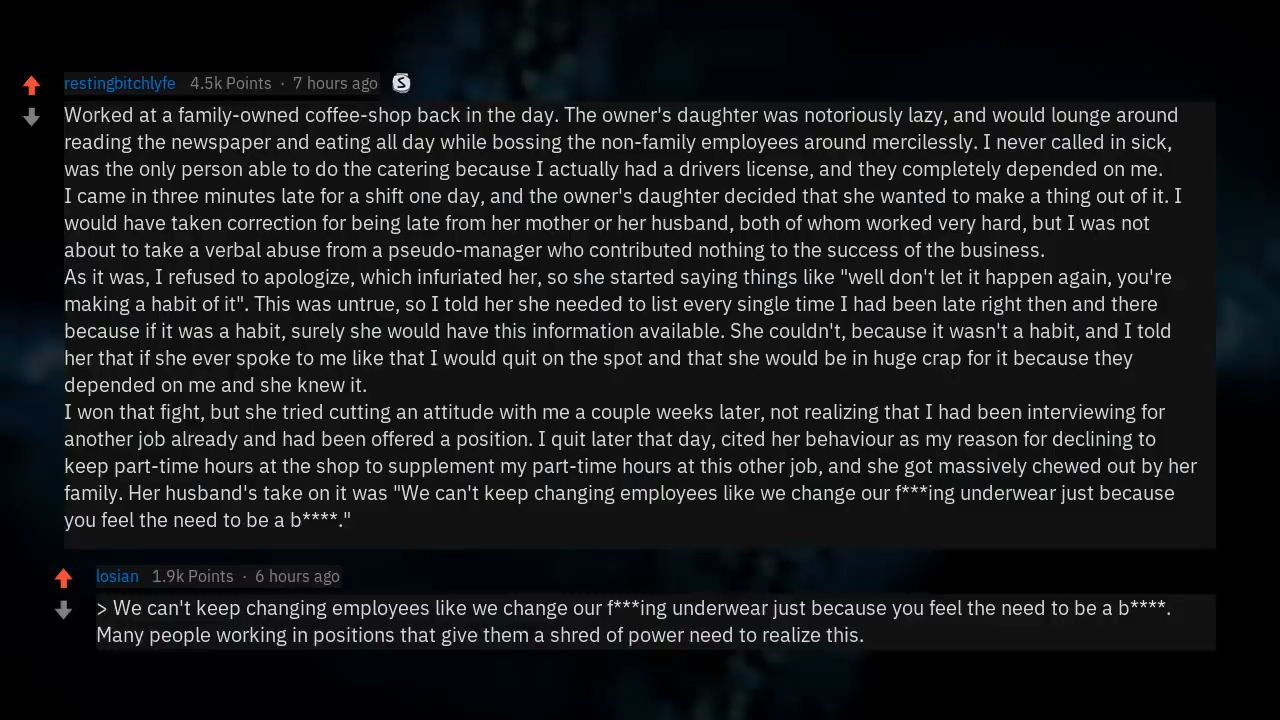 restingbitchlyfe 4.5k Points · 7 hours ago S
Worked at a family-owned coffee-shop back in the day. The owner's daughter was notoriously lazy, and would lounge around
reading the newspaper and eating all day while bossing the non-family employees around mercilessly. I never called in sick,
was the only person able to do the catering because I actually had a drivers license, and they completely depended on me.
I came in three minutes late for a shift one day, and the owner's daughter decided that she wanted to make a thing out of it. I
would have taken correction for being late from her mother or her husband, both of whom worked very hard, but I was not
about to take a verbal abuse from a pseudo-manager who contributed nothing to the success of the business.
As it was, I refused to apologize, which infuriated her, so she started saying things like "well don't let it happen again, you're
making a habit of it". This was untrue, so I told her she needed to list every single time I had been late right then and there
because if it was a habit, surely she would have this information available. She couldn't, because it wasn't a habit, and I told
her that if she ever spoke to me like that I would quit on the spot and that she would be in huge crap for it because they
depended on me and she knew it.
I won that fight, but she tried cutting an attitude with me a couple weeks later, not realizing that I had been interviewing for
another job already and had been offered a position. I quit later that day, cited her behaviour as my reason for declining to
keep part-time hours at the shop to supplement my part-time hours at this other job, and she got massively chewed out by her
family. Her husband's take on it was "We can't keep changing employees like we change our f***ing underwear just because
you feel the need to be a b****."
losian 1.9k Points · 6 hours ago
> We can't keep changing employees like we change our f***ing underwear just because you feel the need to be a b****.
Many people working in positions that give them a shred of power need to realize this.